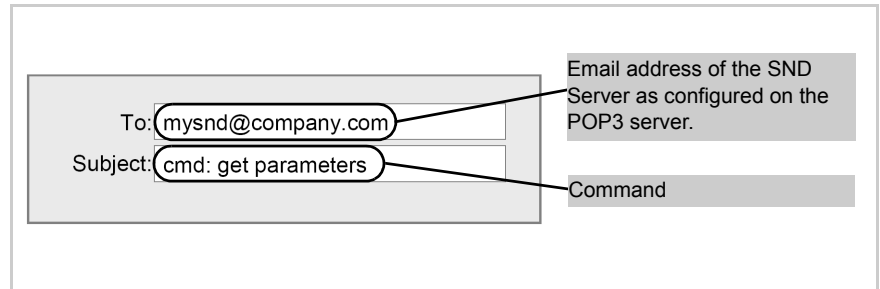 To: mysnd@company.com
Subject: cmd: get parameters
Email address of the SND
Server as configured on the
POP3 server.
Command